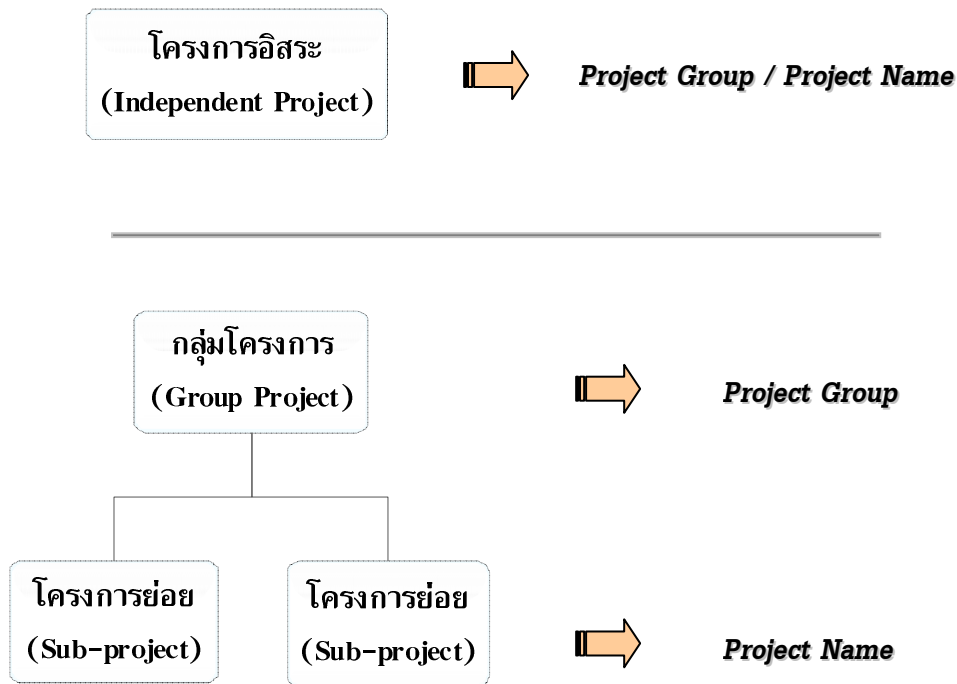 โครงการอิสระ
(Independent Project)
Project Group / Project Name
กลุ่มโครงการ
(Group Project)
Project Group
โครงการย่อย
(Sub-project)
โครงการย่อย
(Sub-project)
Project Name